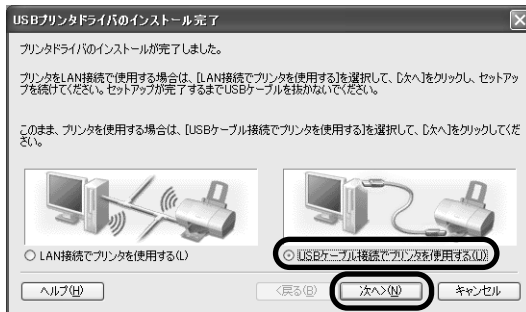 USBプリンタドライバのインストール完了
プリンタドライバのインストールが完了しました。
プリンタをLAN接続で使用する場合は、[LAN接続でプリンタを使用する]を選択して、[次へ]をクリックし、セットアッ
プを続けてください。セットアップが完了するまでUSBケーブルを抜かないでください。
このまま、プリンタを使用する場合は、[USBケーブル接続でプリンタを使用する]を選択して、[次へ]をクリックしてくだ
さい。
LAN接続でプリンタを使用する(L)
USBケーブル接続でプリンタを使用する(U)
ヘルプ(H)
<戻る(B)
次へ>(N)
キャンセル